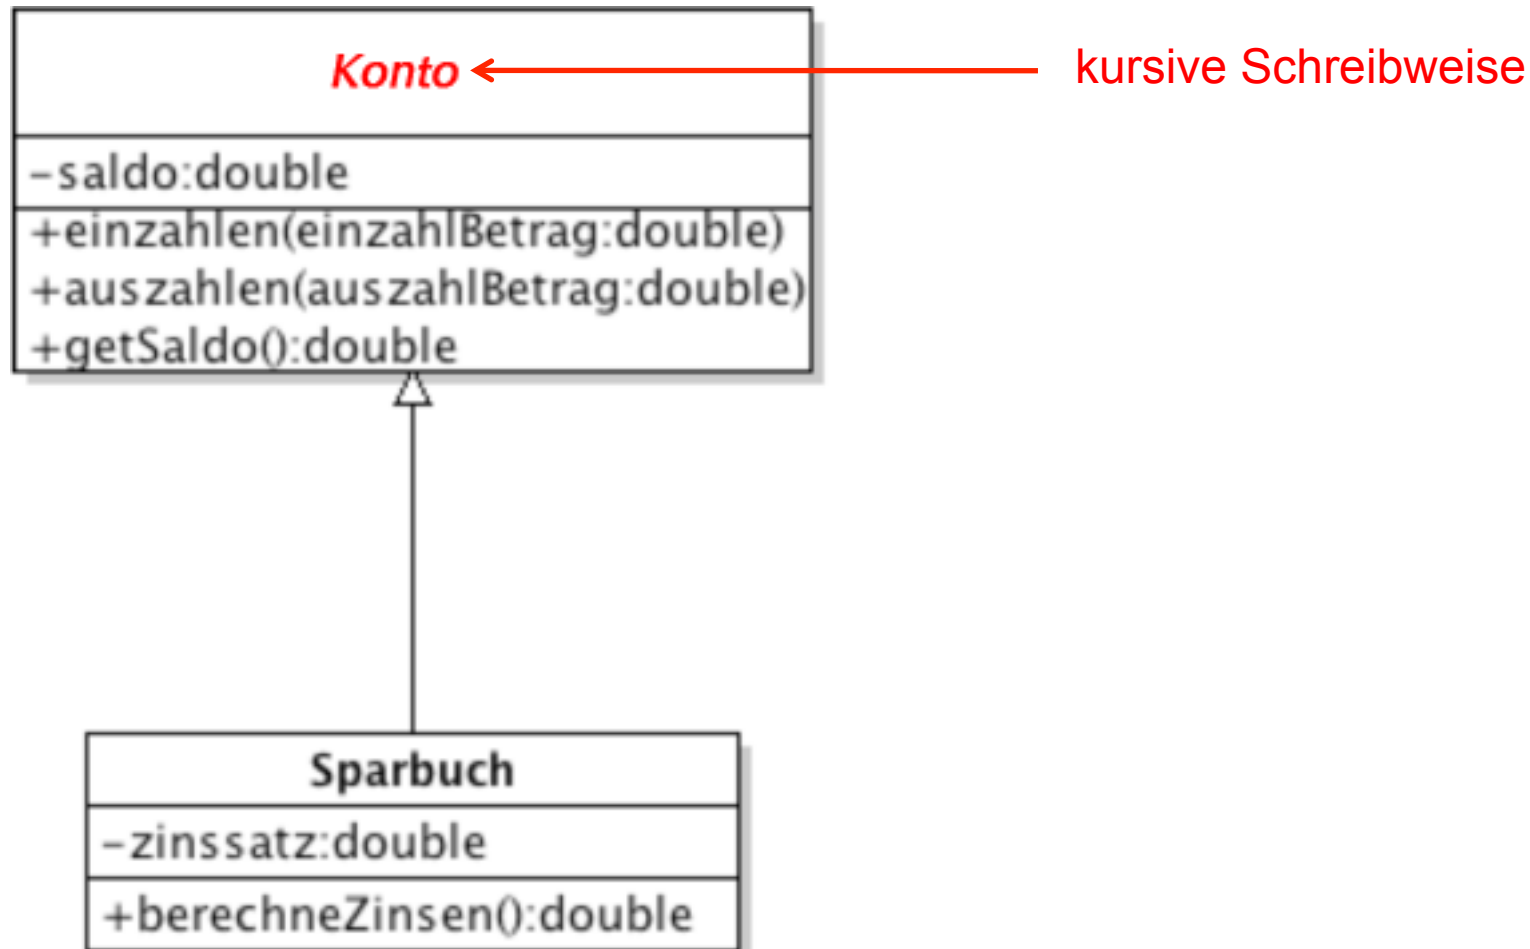 Konto
kursive Schreibweise
-saldo:double
+einzahlen(einzahlBetrag:double)
+auszahlen(auszahlBetrag:double)
+getSaldo():double
Sparbuch
-zinssatz:double
+berechneZinsen():double